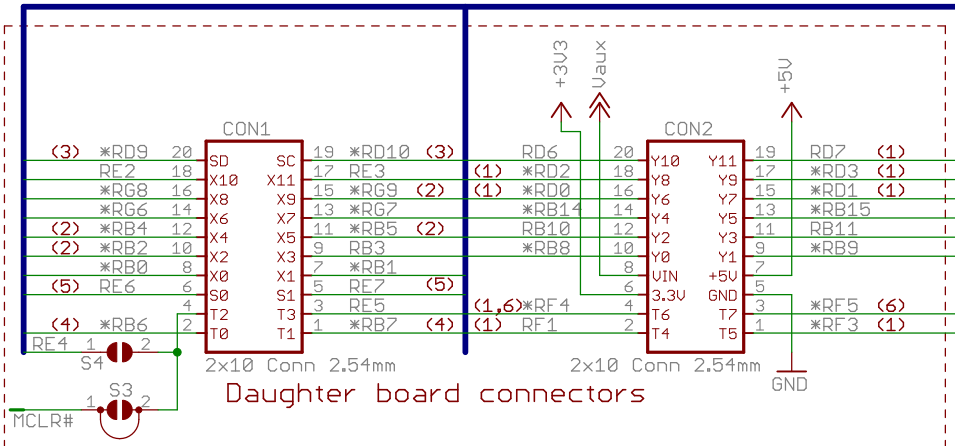 +3V3 Vaux +5V
CON1 CON2
(3) *RD9 20 SD SC 19 *RD10 (3) RD6 20 Y10 Y11 19 RD7 (1)
RE2 18 X10 X11 17 RE3 (1) *RD2 18 Y8 Y9 17 *RD3 (1)
*RG8 16 X8 X9 15 *RG9 (2) (1) *RD0 16 Y6 Y7 15 *RD1 (1)
*RG6 14 X6 X7 13 *RG7 *RB14 14 Y4 Y5 13 *RB15
(2) *RB4 12 X4 X5 11 *RB5 (2) RB10 12 Y2 Y3 11 RB11
(2) *RB2 10 X2 X3 9 RB3 *RB8 10 Y0 Y1 9 *RB9
*RB0 8 X0 X1 7 *RB1 8 VIN +5V 7
(5) RE6 6 S0 S1 5 RE7 (5) 6 3.3V GND 5
4 T2 T3 3 RE5 (1,6) *RF4 4 T6 T7 3 *RF5 (6)
(4) *RB6 2 T0 T1 1 *RB7 (4) (1) RF1 2 T4 T5 1 *RF3 (1)
RE4 1 2
S4 2x10 Conn 2.54mm 2x10 Conn 2.54mm
GND
S3 Daughter board connectors
1 2
MCLR#